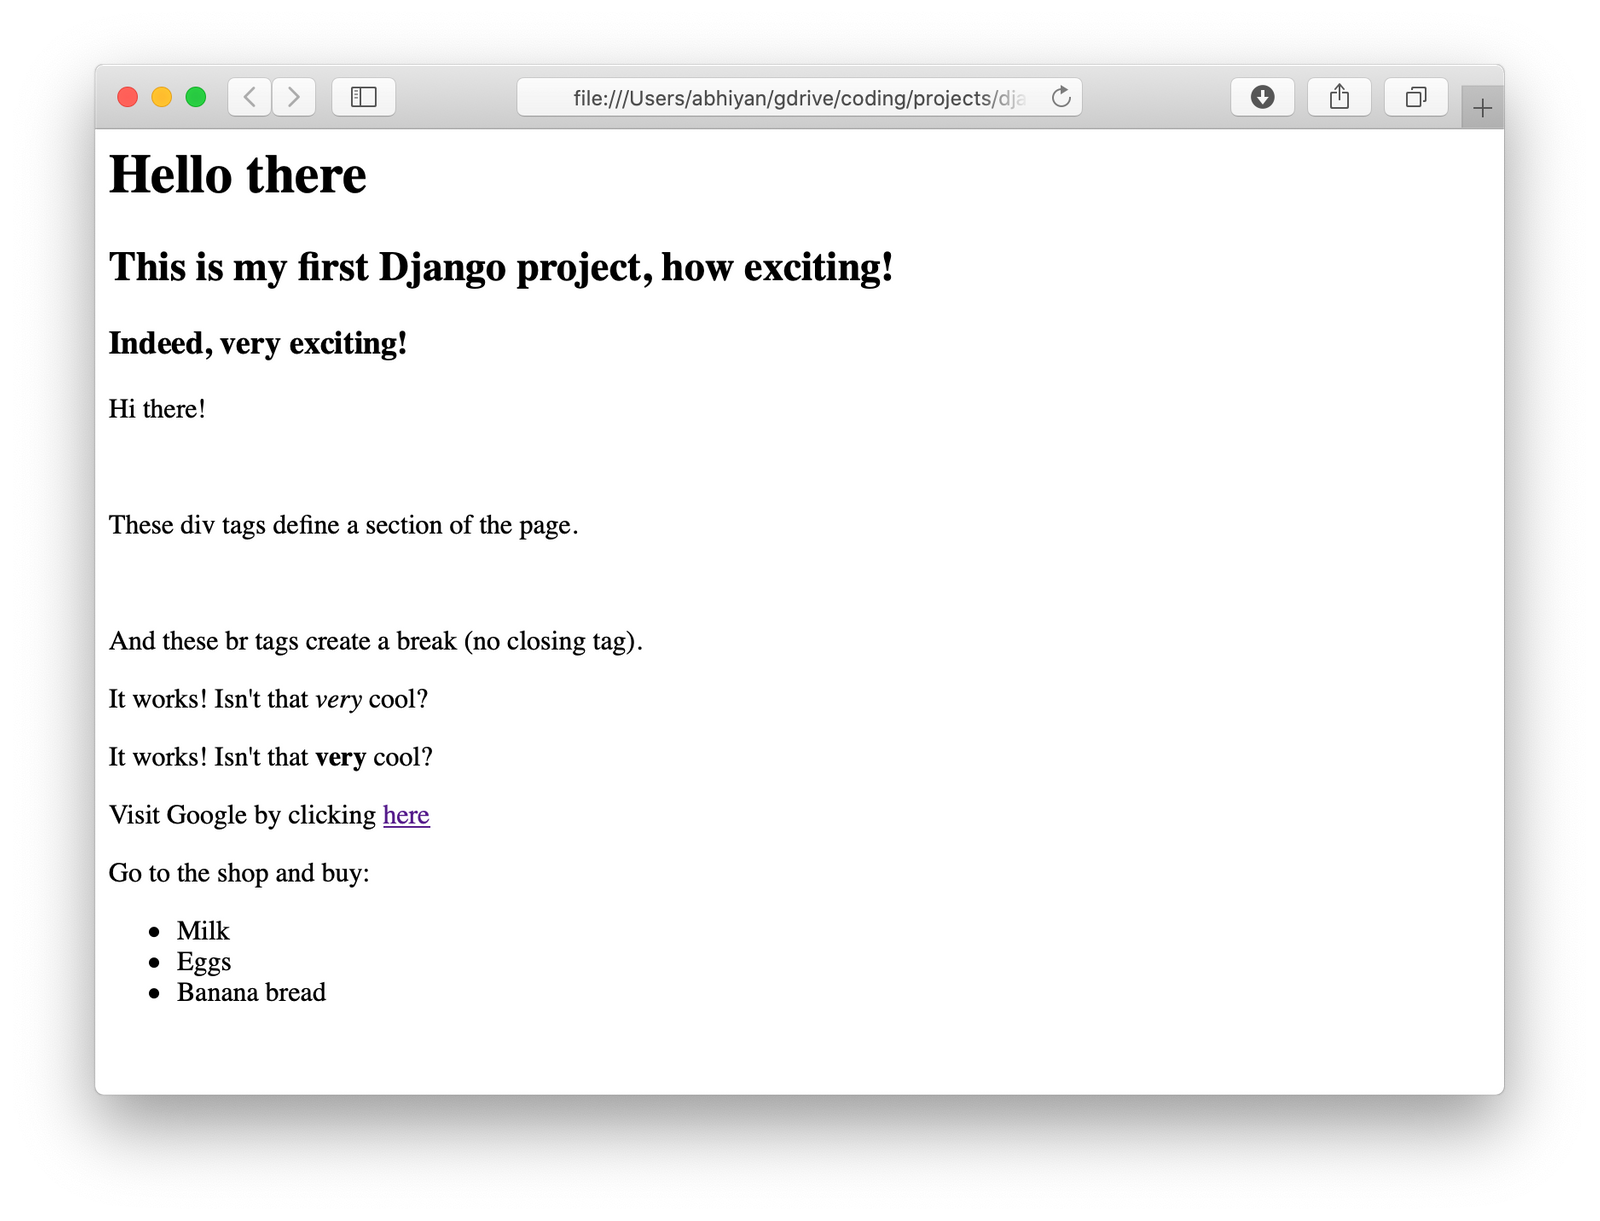 file:///Users/abhiyan/gdrive/coding/projects/dja
Hello there
This is my first Django project, how exciting!
Indeed, very exciting!
Hi there!
These div tags define a section of the page.
And these br tags create a break (no closing tag).
It works! Isn't that very cool?
It works! Isn't that very cool?
Visit Google by clicking here
Go to the shop and buy:
• Milk
• Eggs
• Banana bread